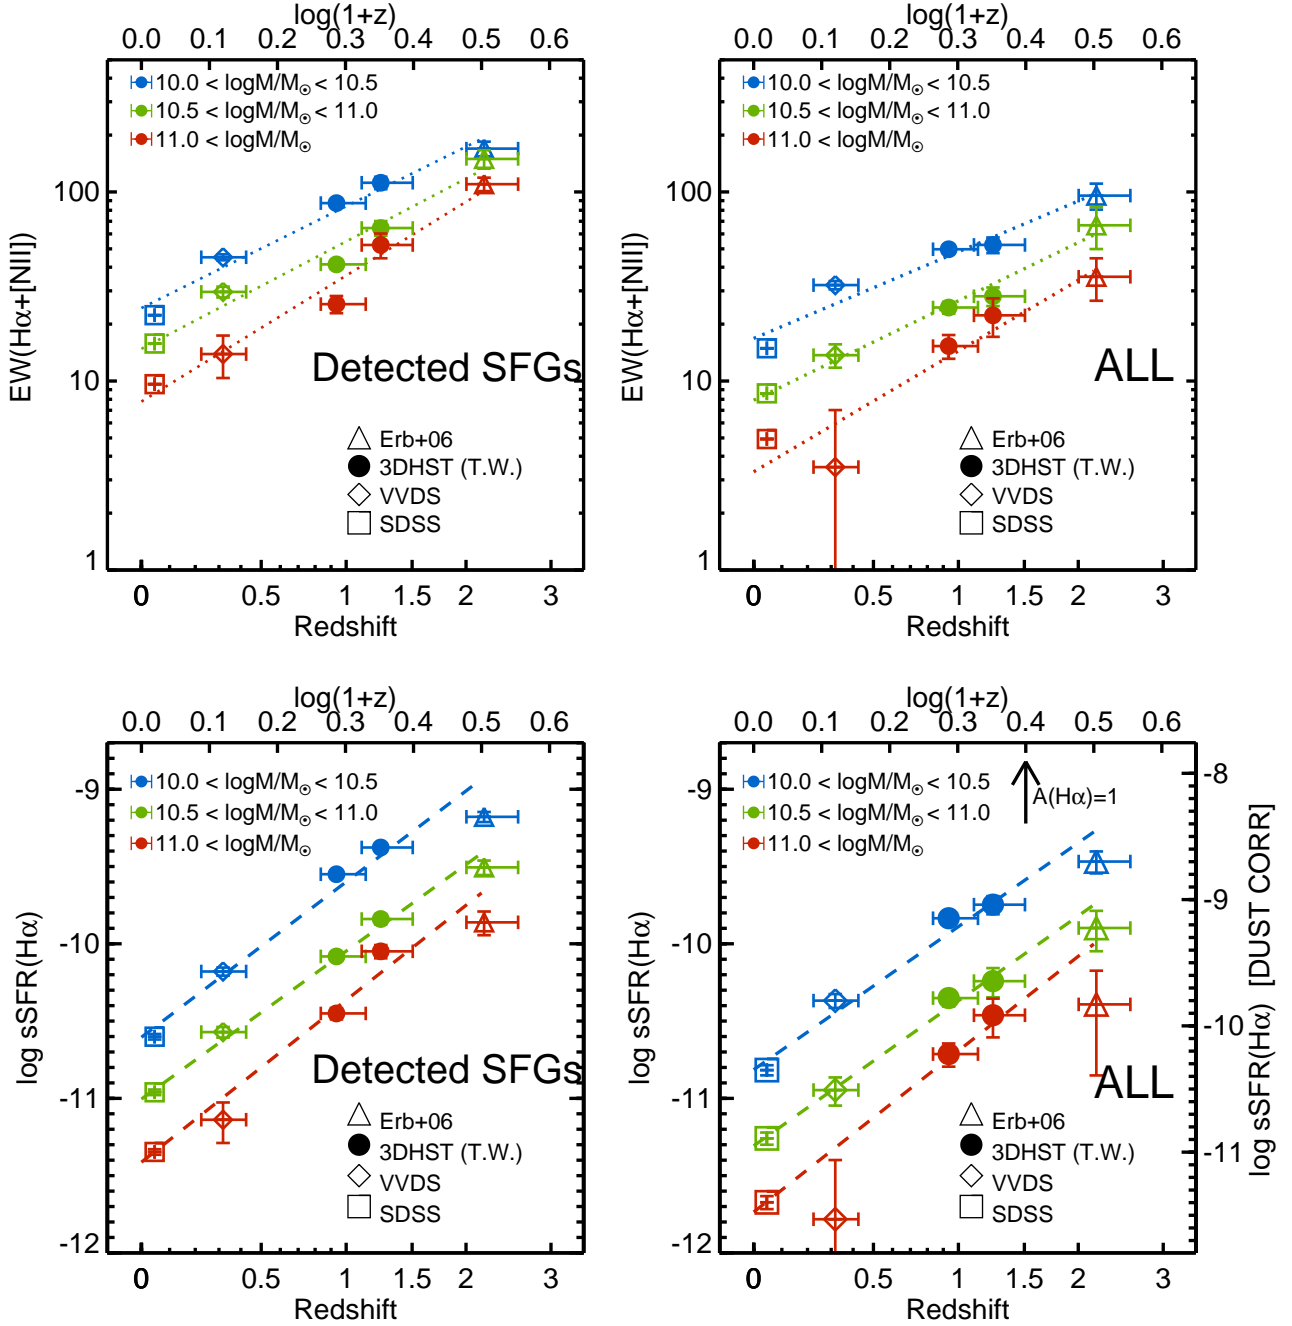 log(1+z)
0.0 0.1 0.2 0.3 0.4 0.5 0.6
10.0 < logM/M☉ < 10.5
10.5 < logM/M☉ < 11.0
11.0 < logM/M☉
100
10
1
EW(Hα+[NII])
Detected SFGs
Erb+06
3DHST (T.W.)
VVDS
SDSS
0 0.5 1 1.5 2 3
Redshift
log(1+z)
0.0 0.1 0.2 0.3 0.4 0.5 0.6
10.0 < logM/M☉ < 10.5
10.5 < logM/M☉ < 11.0
11.0 < logM/M☉
100
10
1
EW(Hα+[NII])
ALL
Erb+06
3DHST (T.W.)
VVDS
SDSS
0 0.5 1 1.5 2 3
Redshift
log(1+z)
0.0 0.1 0.2 0.3 0.4 0.5 0.6
10.0 < logM/M☉ < 10.5
10.5 < logM/M☉ < 11.0
11.0 < logM/M☉
-9
-10
-11
-12
log sSFR(Hα)
Detected SFGs
Erb+06
3DHST (T.W.)
VVDS
SDSS
0 0.5 1 1.5 2 3
Redshift
log(1+z)
0.0 0.1 0.2 0.3 0.4 0.5 0.6
10.0 < logM/M☉ < 10.5
10.5 < logM/M☉ < 11.0
11.0 < logM/M☉
A(Hα)=1
-9
-10
-11
-12
log sSFR(Hα)
ALL
Erb+06
3DHST (T.W.)
VVDS
SDSS
-8
-9
-10
-11
log sSFR(Hα) [DUST CORR]
0 0.5 1 1.5 2 3
Redshift